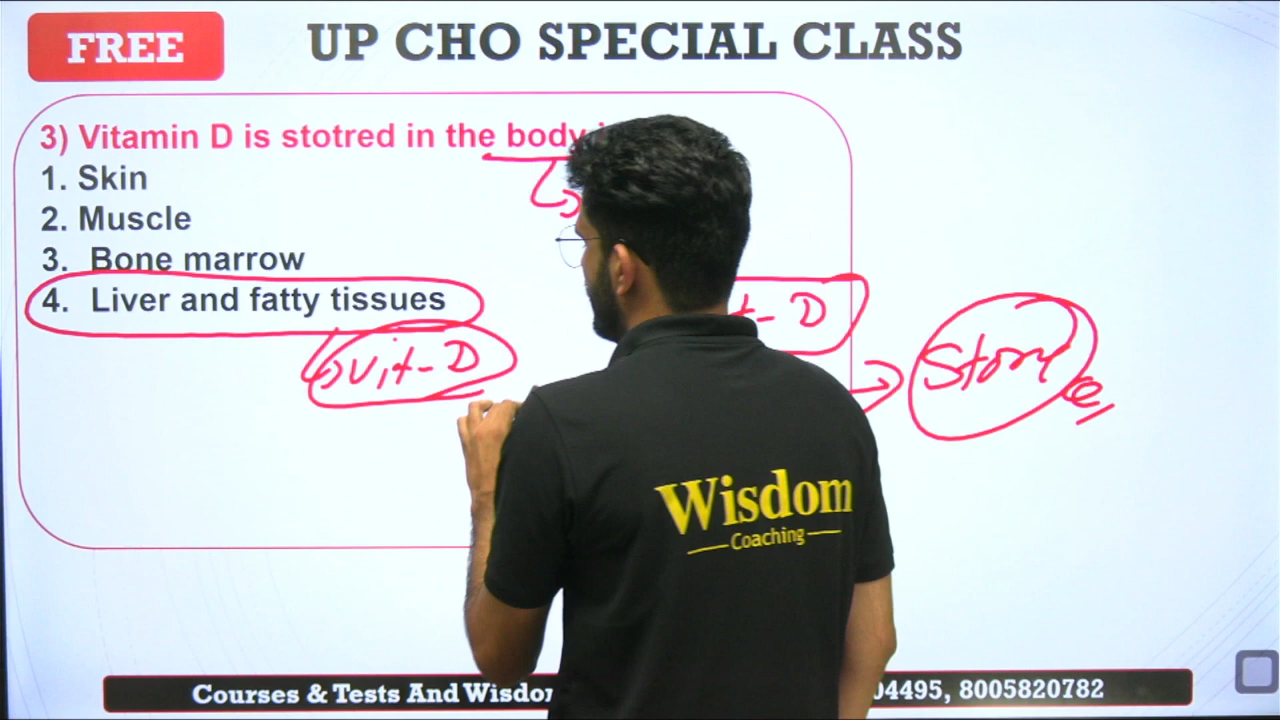 FREE
UP CHO SPECIAL CLASS
3) Vitamin D is stotred in the body
1. Skin
2. Muscle
3. Bone marrow
4. Liver and fatty tissues
t-D
Vit-D
Store
Wisdom
Coaching
Courses & Tests And Wisdo 04495, 8005820782